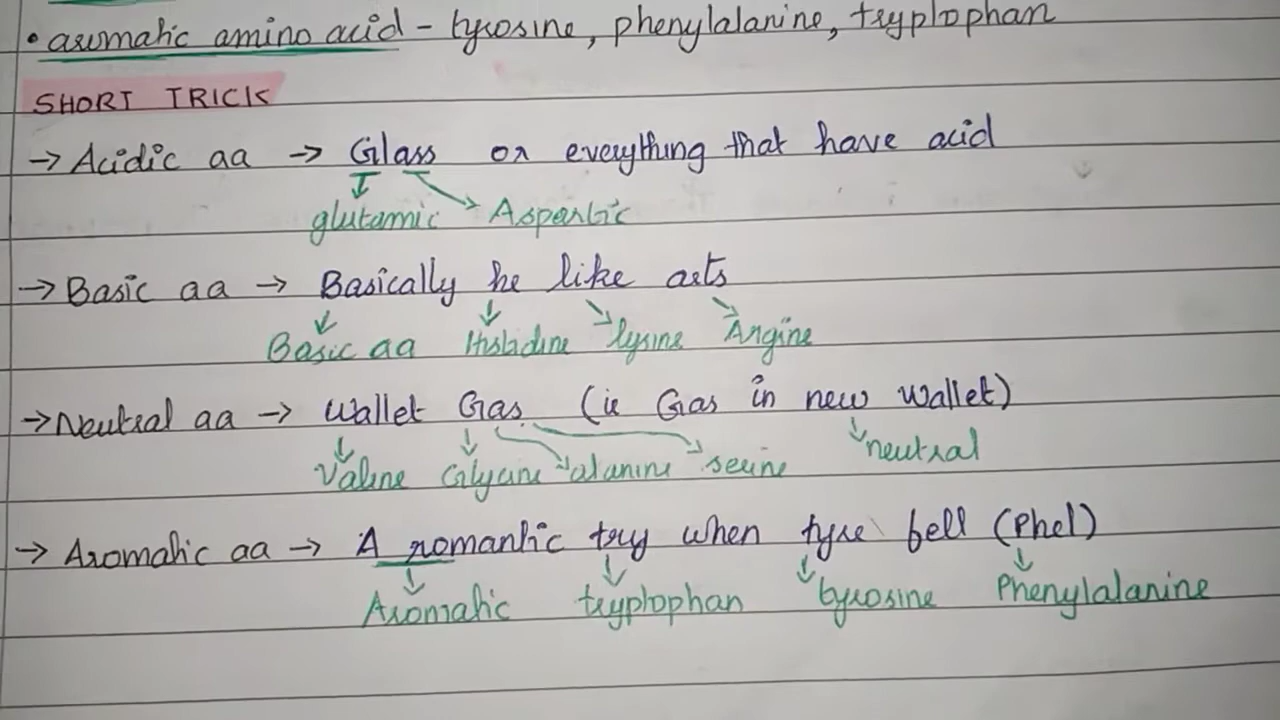 • aromatic amino acid - tyrosine, phenylalanine, tryptophan
SHORT TRICK
→ Acidic aa → Glass or everything that have acid
glutamic Aspartic
→ Basic aa → Basically he like arts
Basic aa Histidine lysine Argine
→ Neutral aa → Wallet Gas (ie Gas in new wallet)
Valine Glycine alanine serine neutral
→ Aromatic aa → A romantic try when tyre fell (Phel)
Aromatic tryptophan tyrosine Phenylalanine